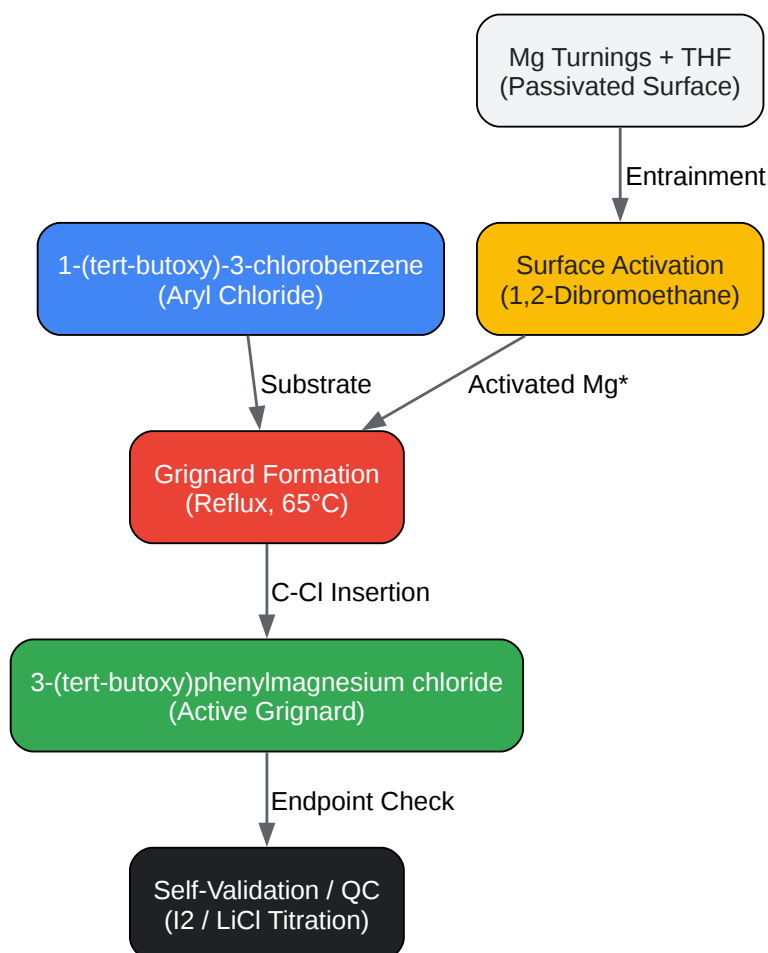 Mg Turnings + THF
(Passivated Surface)
Entrainment
1-(tert-butoxy)-3-chlorobenzene
(Aryl Chloride)
Surface Activation
(1,2-Dibromoethane)
Substrate
Activated Mg*
Grignard Formation
(Reflux, 65°C)
C-Cl Insertion
3-(tert-butoxy)phenylmagnesium chloride
(Active Grignard)
Endpoint Check
Self-Validation / QC
(I2 / LiCl Titration)